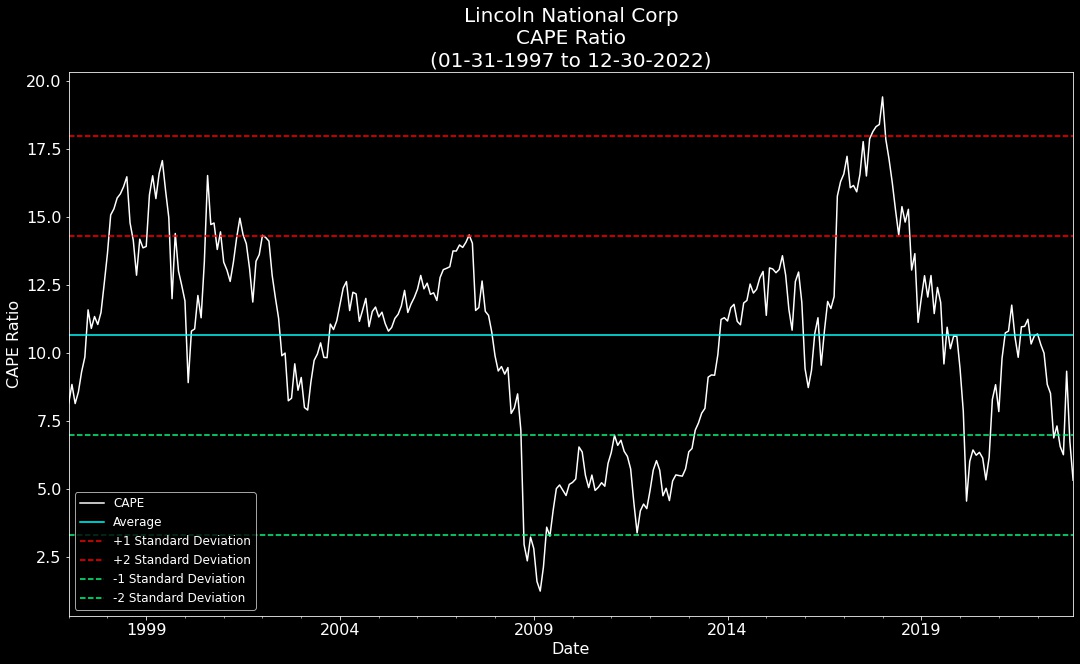 Lincoln National Corp
CAPE Ratio
(01-31-1997 to 12-30-2022)
CAPE Ratio
20.0
17.5
15.0
12.5
10.0
7.5
5.0
2.5
CAPE
Average
+1 Standard Deviation
+2 Standard Deviation
-1 Standard Deviation
-2 Standard Deviation
1999
2004
2009
2014
2019
Date